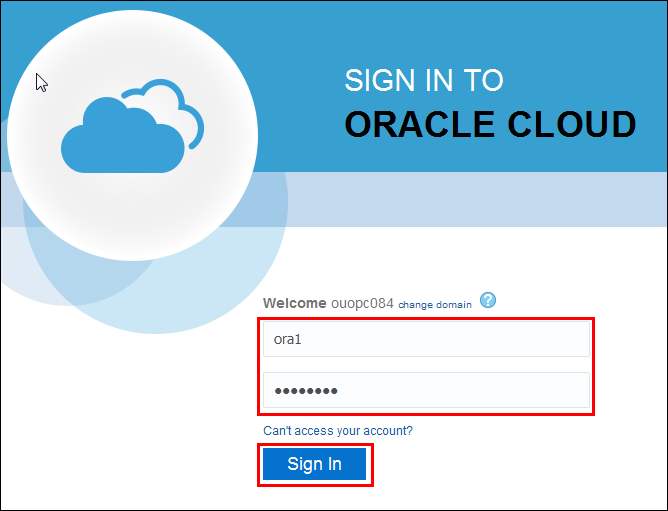 SIGN IN TO
ORACLE CLOUD
Welcome ouopc084 change domain ?
ora1
●●●●●●●●
Can't access your account?
Sign In